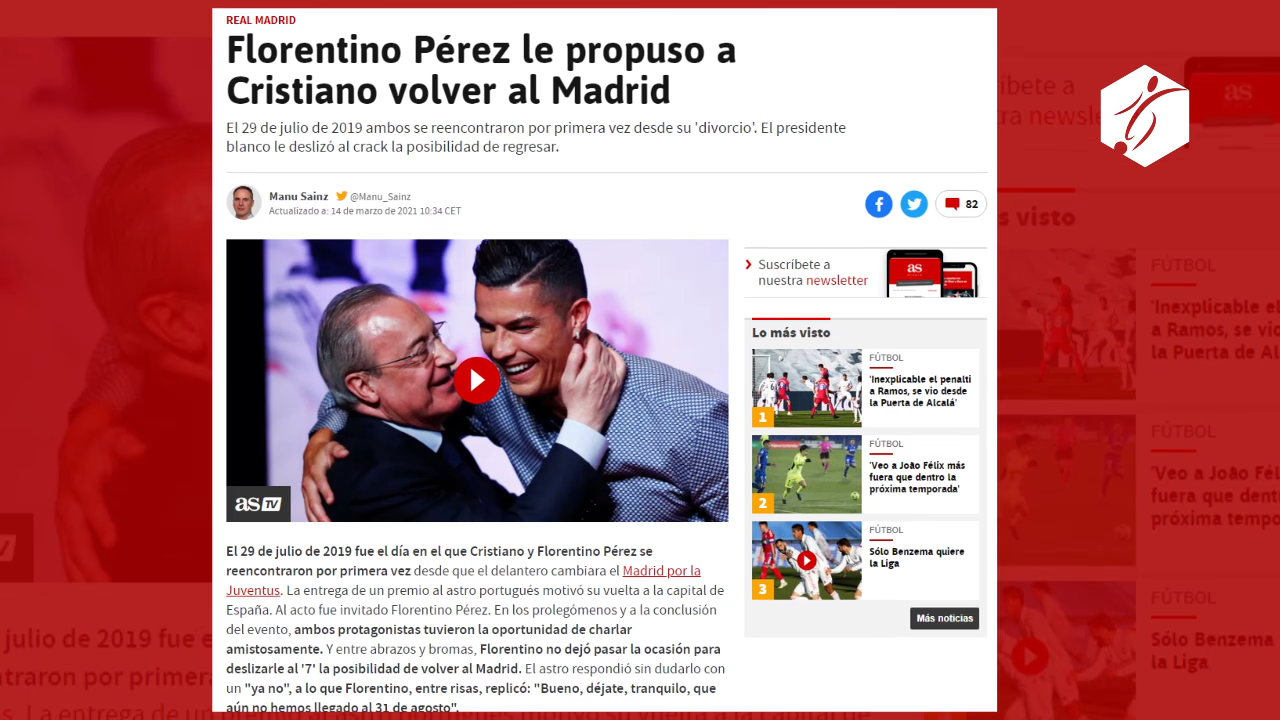 REAL MADRID
Florentino Pérez le propuso a
Cristiano volver al Madrid
El 29 de julio de 2019 ambos se reencontraron por primera vez desde su 'divorcio'. El presidente
blanco le deslizó al crack la posibilidad de regresar.
Manu Sainz @Manu_Sainz
Actualizado a: 14 de marzo de 2021 10:34 CET
82
as TV
El 29 de julio de 2019 fue el día en el que Cristiano y Florentino Pérez se
reencontraron por primera vez desde que el delantero cambiara el Madrid por la
Juventus. La entrega de un premio al astro portugués motivó su vuelta a la capital de
España. Al acto fue invitado Florentino Pérez. En los prolegómenos y a la conclusión
del evento, ambos protagonistas tuvieron la oportunidad de charlar
amistosamente. Y entre abrazos y bromas, Florentino no dejó pasar la ocasión para
deslizarle al '7' la posibilidad de volver al Madrid. El astro respondió sin dudarlo con
un "ya no", a lo que Florentino, entre risas, replicó: "Bueno, déjate, tranquilo, que
aún no hemos llegado al 31 de agosto".
Suscríbete a
nuestra newsletter
as
Lo más visto
FÚTBOL
'Inexplicable el penalti
a Ramos, se vio desde
la Puerta de Alcalá'
1
FÚTBOL
'Veo a João Félix más
fuera que dentro la
próxima temporada'
2
FÚTBOL
Sólo Benzema quiere
la Liga
3
Más noticias